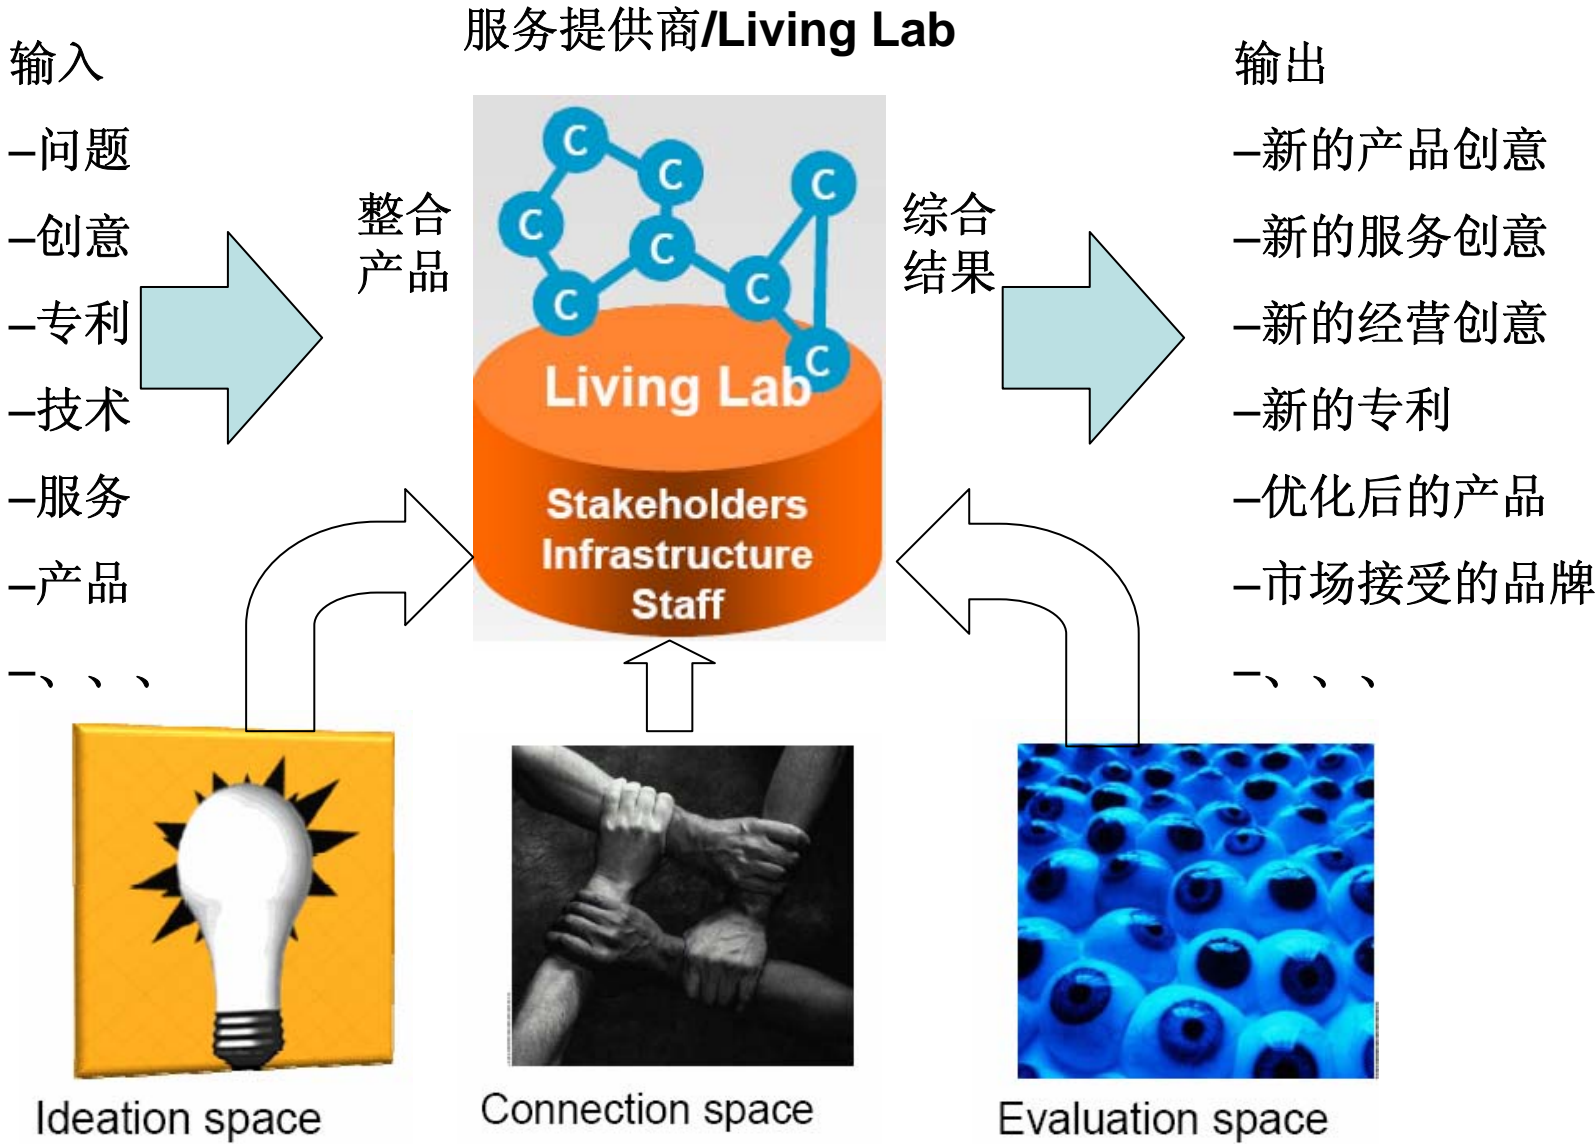 服务提供商/Living Lab
输入
–问题
–创意
–专利
–技术
–服务
–产品
–、、、
整合
产品
C
C
C
C
C
C
C
C
C
Living Lab
Stakeholders
Infrastructure
Staff
综合
结果
输出
–新的产品创意
–新的服务创意
–新的经营创意
–新的专利
–优化后的产品
–市场接受的品牌
–、、、
Ideation space
Connection space
Evaluation space